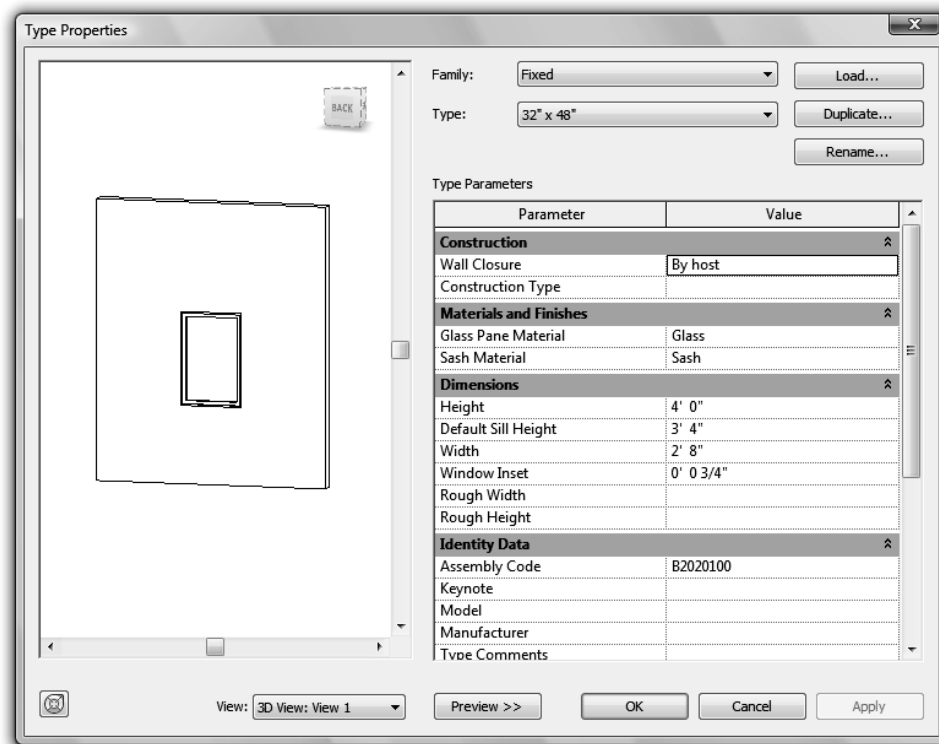 Type Properties
BACK
Family: Fixed Load...
Type: 32" x 48" Duplicate...
Rename...
Type Parameters
Parameter Value
Construction
Wall Closure By host
Construction Type
Materials and Finishes
Glass Pane Material Glass
Sash Material Sash
Dimensions
Height 4' 0"
Default Sill Height 3' 4"
Width 2' 8"
Window Inset 0' 0 3/4"
Rough Width
Rough Height
Identity Data
Assembly Code B2020100
Keynote
Model
Manufacturer
Type Comments
View: 3D View: View 1 Preview >> OK Cancel Apply